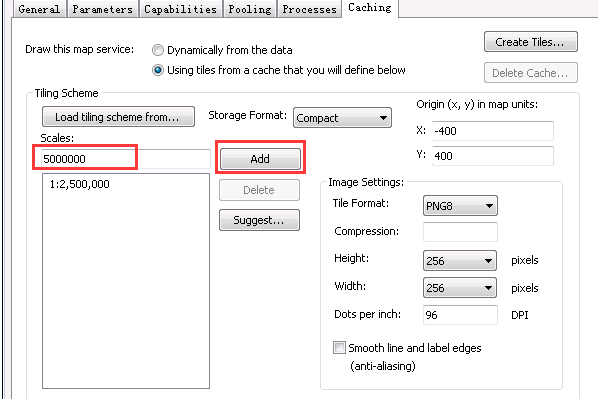 General Parameters Capabilities Pooling Processes Caching
Draw this map service:
Dynamically from the data
Using tiles from a cache that you will define below
Create Tiles...
Delete Cache...
Tiling Scheme
Load tiling scheme from...
Storage Format: Compact
Origin (x, y) in map units:
X: -400
Y: 400
Scales:
5000000
Add
1:2,500,000
Delete
Suggest...
Image Settings:
Tile Format: PNG8
Compression:
Height: 256 pixels
Width: 256 pixels
Dots per inch: 96 DPI
Smooth line and label edges
(anti-aliasing)